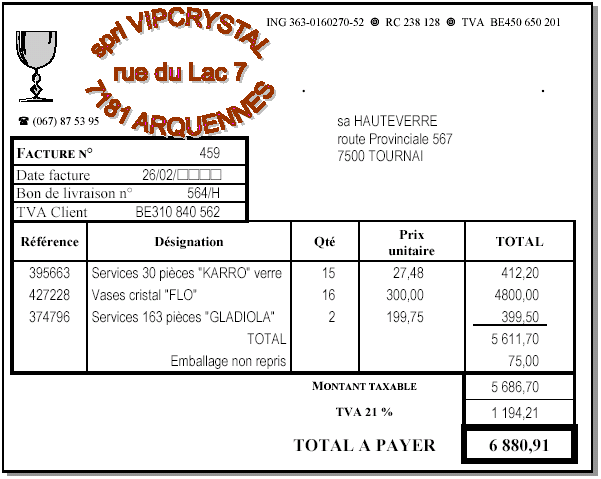 ING 363-0160270-52 ๏ RC 238 128 ๏ TVA BE450 650 201
sprl VIPCRYSTAL
rue du Lac 7
7181 ARQUENNES
☎ (067) 87 53 95
sa HAUTEVERRE
route Provinciale 567
7500 TOURNAI
FACTURE N° 459
Date facture 26/02/□□□□
Bon de livraison n° 564/H
TVA Client BE310 840 562
Référence Désignation Qté Prix unitaire TOTAL
395663 Services 30 pièces "KARRO" verre 15 27,48 412,20
427228 Vases cristal "FLO" 16 300,00 4800,00
374796 Services 163 pièces "GLADIOLA" 2 199,75 399,50
TOTAL 5 611,70
Emballage non repris 75,00
MONTANT TAXABLE 5 686,70
TVA 21 % 1 194,21
TOTAL A PAYER 6 880,91